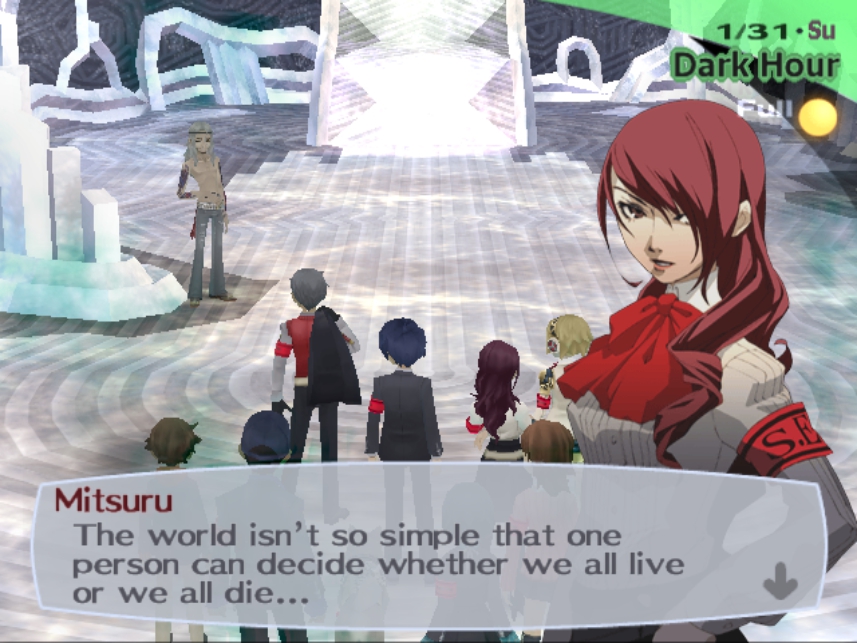 1/31・Su
Dark Hour
Full
S.E
Mitsuru
The world isn't so simple that one
person can decide whether we all live
or we all die...